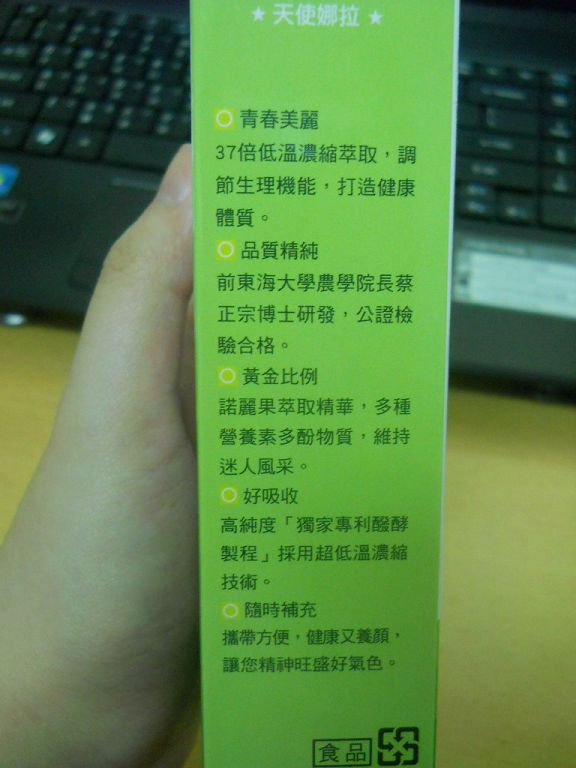 ★ 天使娜拉 ★
青春美麗
37倍低溫濃縮萃取，調
節生理機能，打造健康
體質。
品質精純
前東海大學農學院長蔡
正宗博士研發，公證檢
驗合格。
黃金比例
諾麗果萃取精華，多種
營養素多酚物質，維持
迷人風采。
好吸收
高純度「獨家專利醱酵
製程」採用超低溫濃縮
技術。
隨時補充
攜帶方便，健康又養顏，
讓您精神旺盛好氣色。
食品